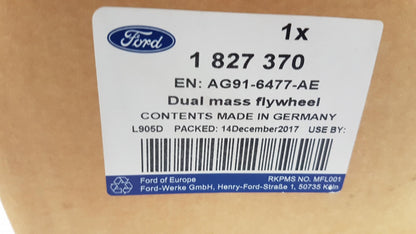 1x
Ford
1 827 370
EN: AG91-6477-AE
Dual mass flywheel
CONTENTS MADE IN GERMANY
L905D PACKED: 14December2017 USE BY:
Ford of Europe RKPMS NO. MFL001
Ford-Werke GmbH, Henry-Ford-Straße 1, 50735 Köln